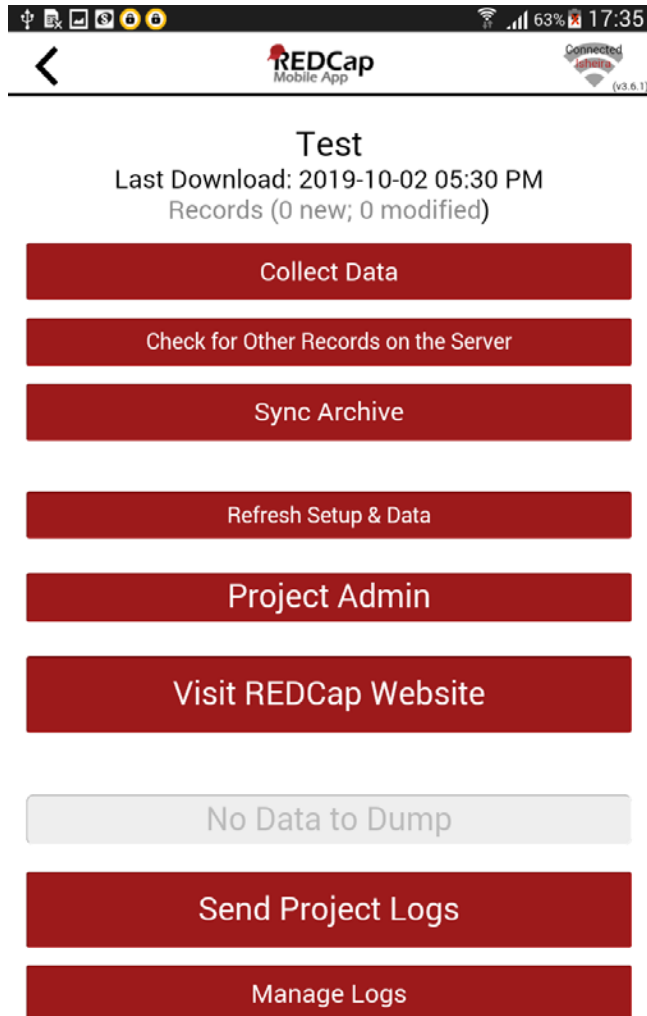 63% 17:35
REDCap
Mobile App
Connected
Isheira
(v3.6.1)
Test
Last Download: 2019-10-02 05:30 PM
Records (0 new; 0 modified)
Collect Data
Check for Other Records on the Server
Sync Archive
Refresh Setup & Data
Project Admin
Visit REDCap Website
No Data to Dump
Send Project Logs
Manage Logs